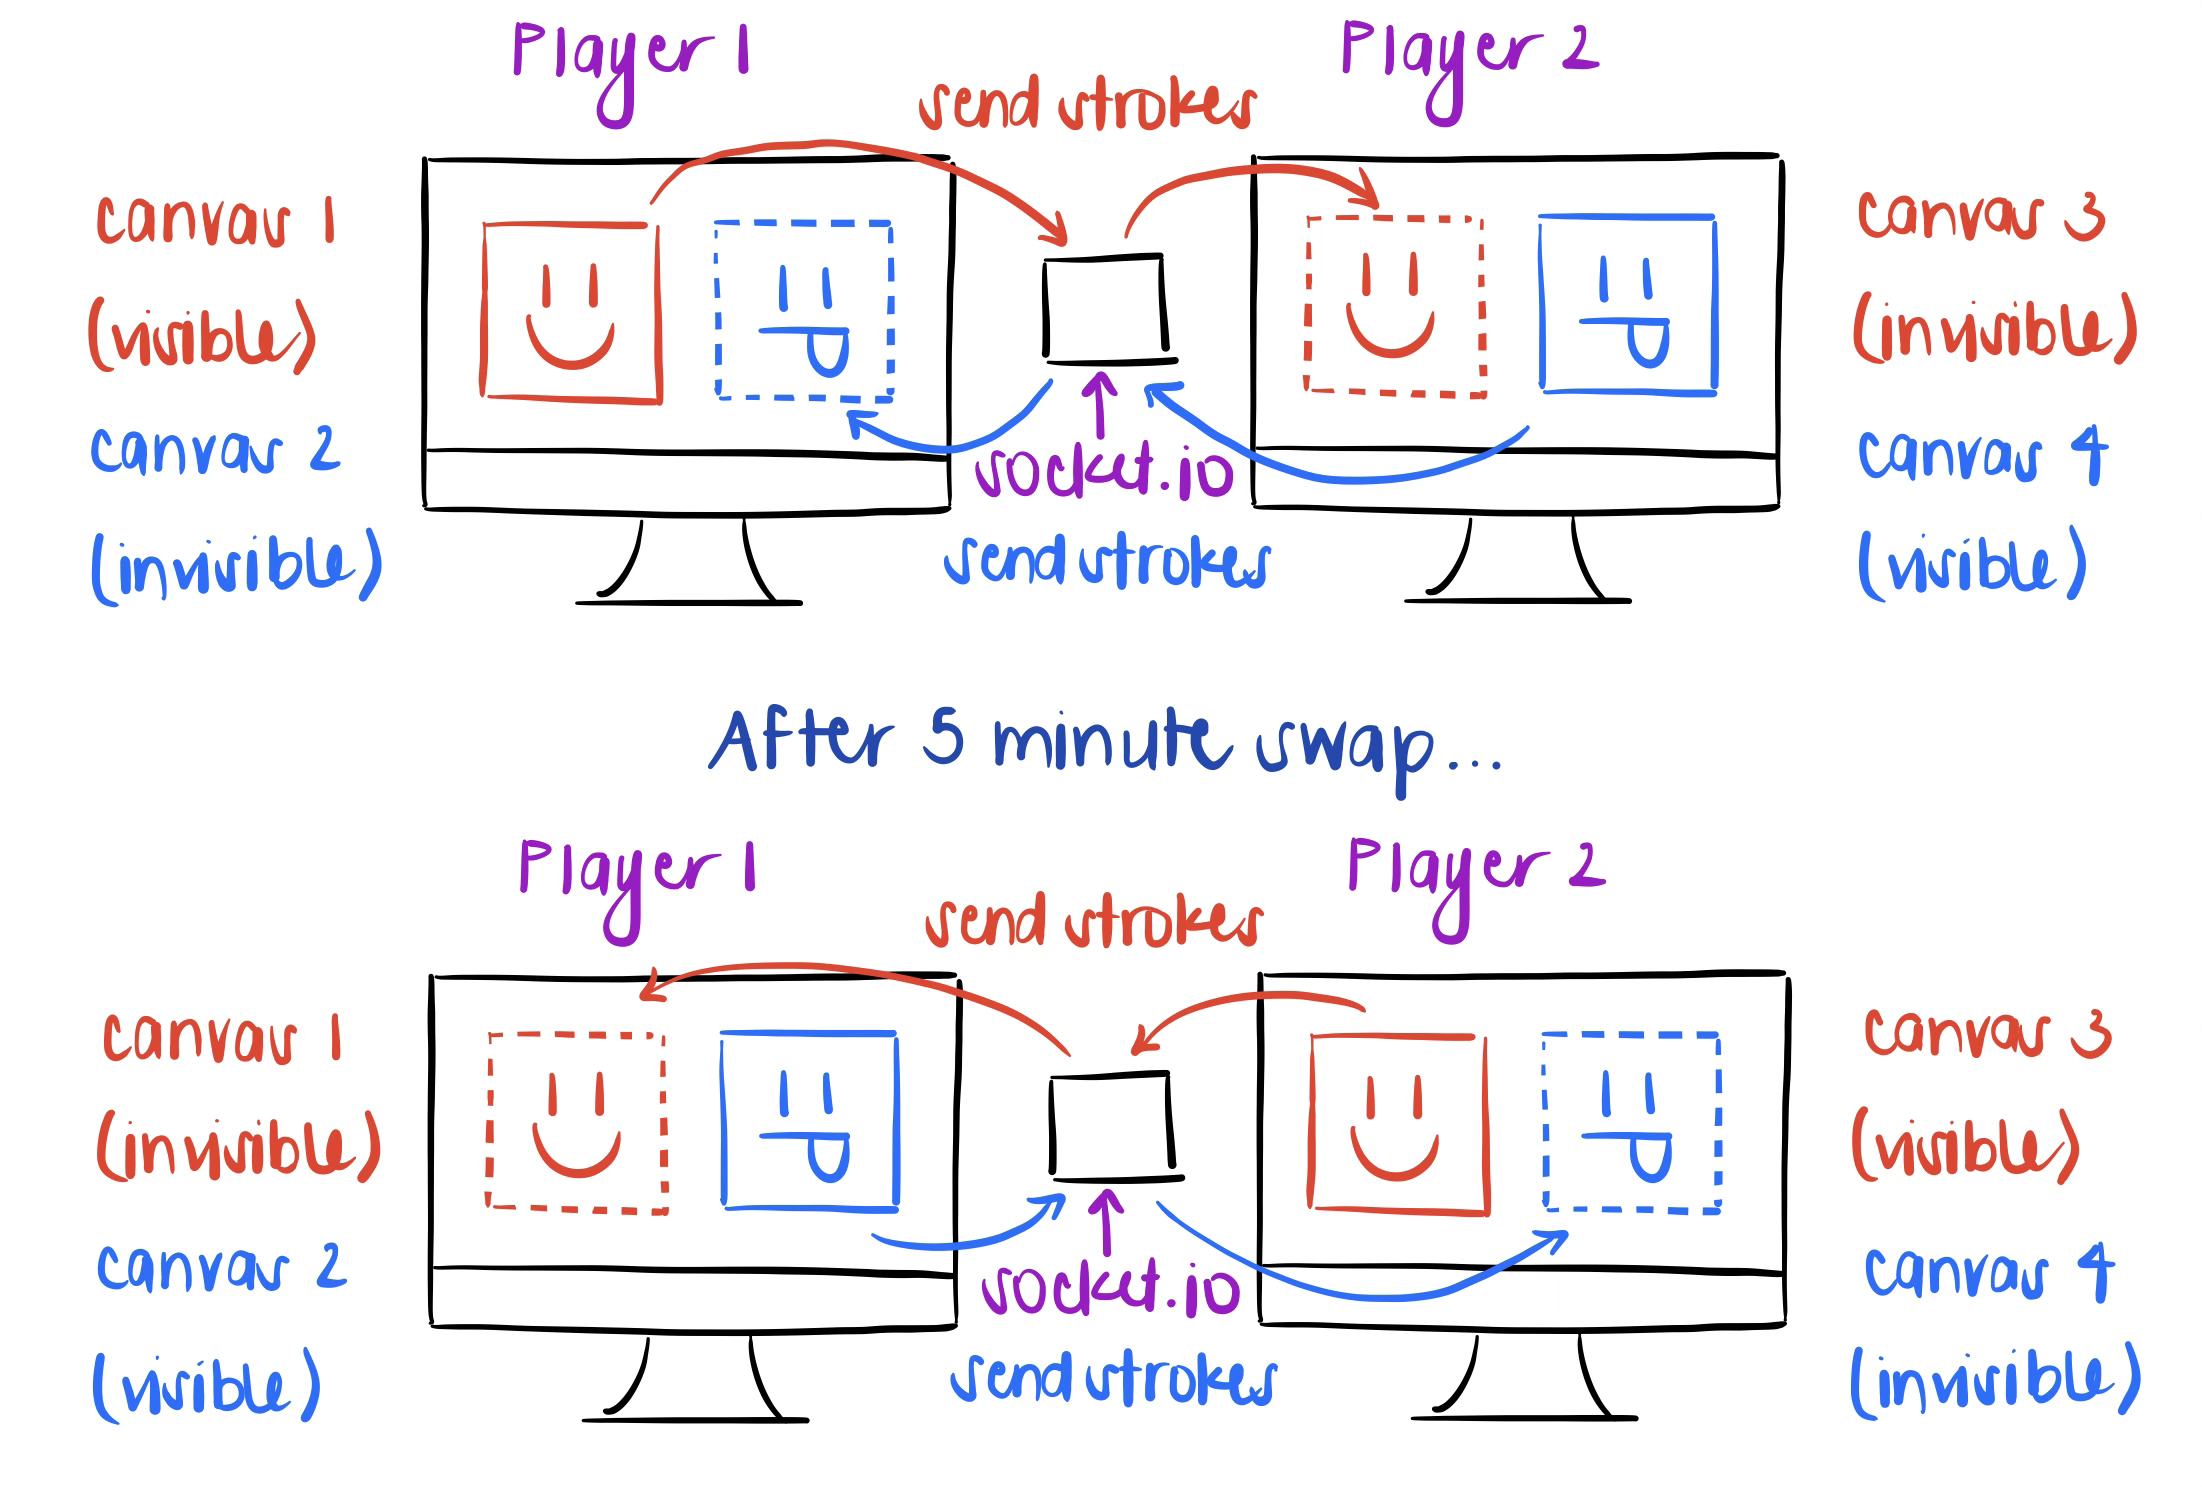 Player 1
Player 2
send strokes
canvas 1
(visible)
canvas 2
(invisible)
canvas 3
(invisible)
canvas 4
(visible)
socket.io
send strokes
After 5 minute swap...
Player 1
Player 2
send strokes
canvas 1
(invisible)
canvas 2
(visible)
canvas 3
(visible)
canvas 4
(invisible)
socket.io
send strokes